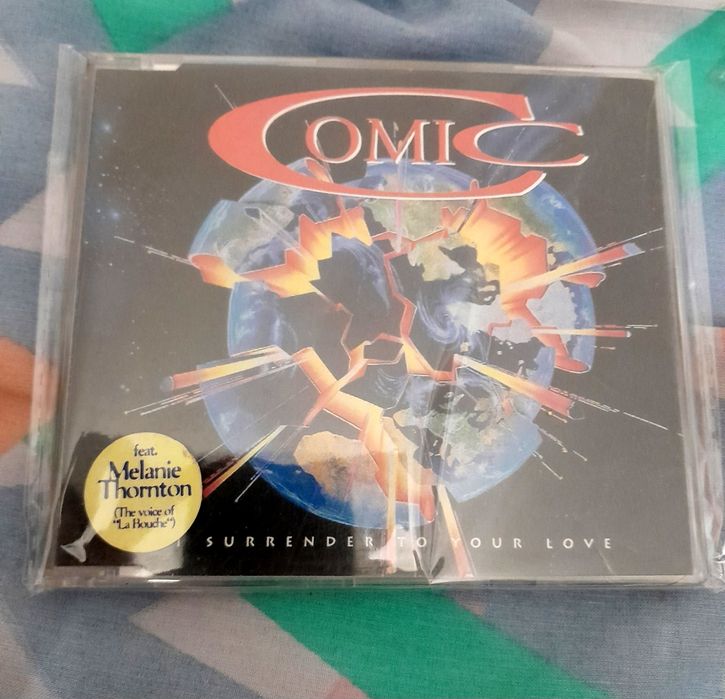 COMIC
feat.
Melanie
Thornton
(The voice of
"La Bouche")
SURRENDER TO YOUR LOVE